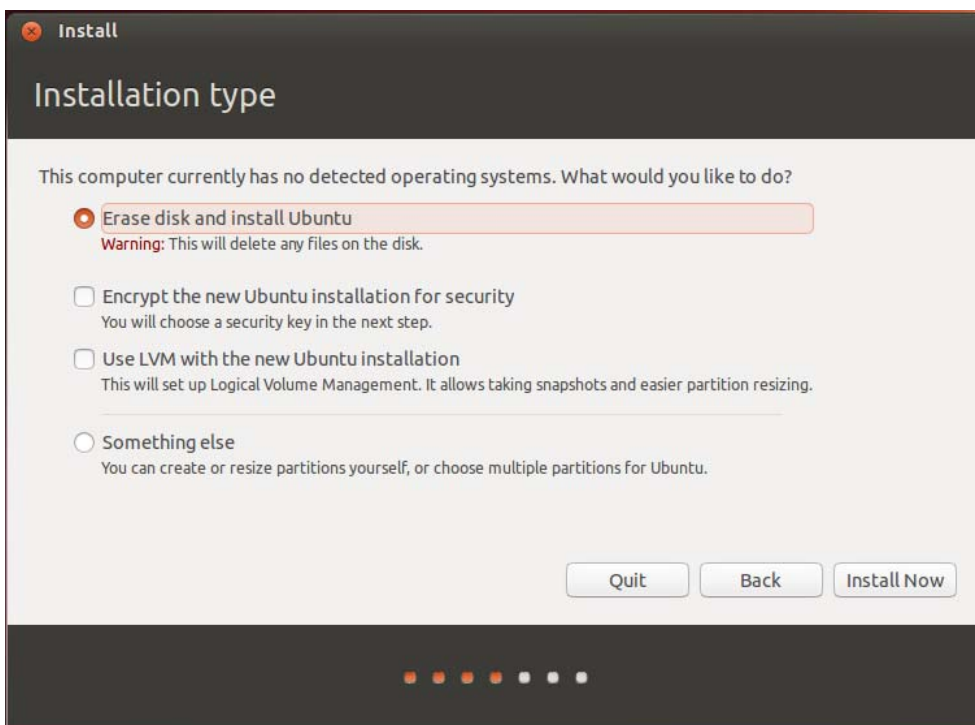 Install
Installation type
This computer currently has no detected operating systems. What would you like to do?
Erase disk and install Ubuntu
Warning: This will delete any files on the disk.
Encrypt the new Ubuntu installation for security
You will choose a security key in the next step.
Use LVM with the new Ubuntu installation
This will set up Logical Volume Management. It allows taking snapshots and easier partition resizing.
Something else
You can create or resize partitions yourself, or choose multiple partitions for Ubuntu.
Quit Back Install Now